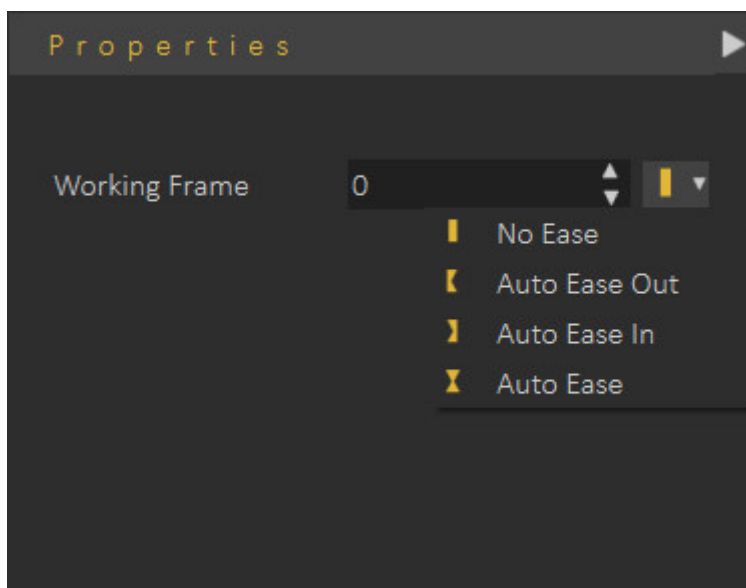 Properties
Working Frame 0
No Ease
Auto Ease Out
Auto Ease In
Auto Ease